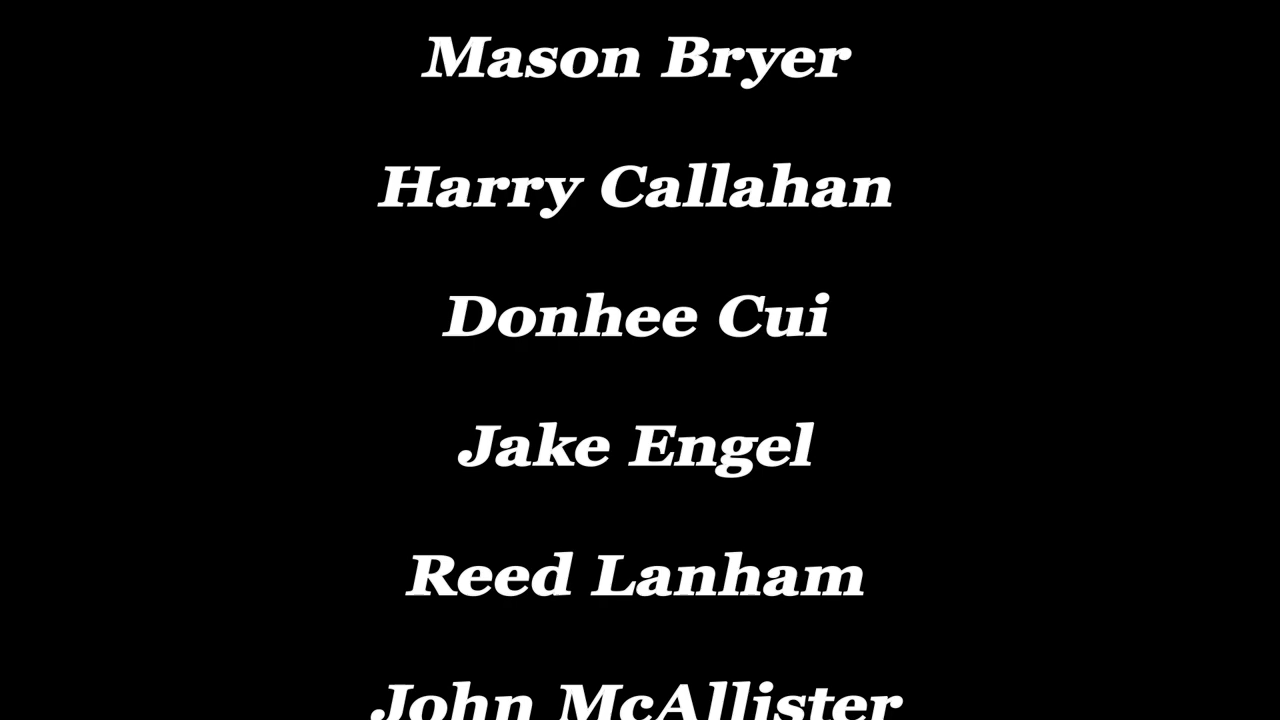 Mason Bryer
Harry Callahan
Donhee Cui
Jake Engel
Reed Lanham
John McAllister